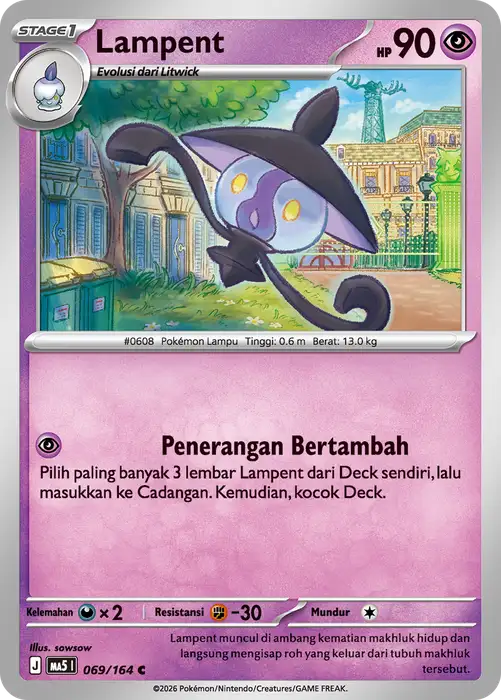 STAGE1
Lampent
HP 90
Evolusi dari Litwick
#0608 Pokémon Lampu Tinggi: 0.6 m Berat: 13.0 kg
Penerangan Bertambah
Pilih paling banyak 3 lembar Lampent dari Deck sendiri, lalu
masukkan ke Cadangan. Kemudian, kocok Deck.
Kelemahan ×2 Resistansi -30 Mundur
Illus. sowsow
Lampent muncul di ambang kematian makhluk hidup dan
langsung mengisap roh yang keluar dari tubuh makhluk
tersebut.
J MA5 I 069/164 C
©2026 Pokémon/Nintendo/Creatures/GAME FREAK.